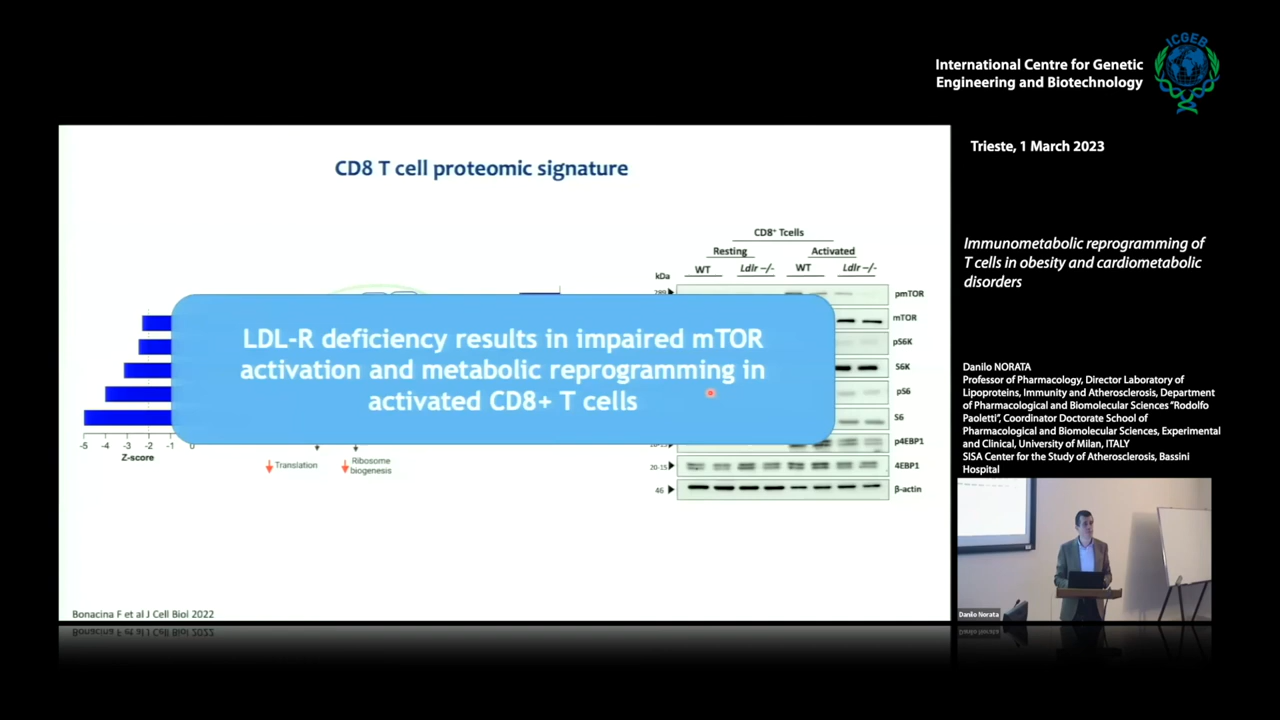 ICGEB
International Centre for Genetic
Engineering and Biotechnology
Trieste, 1 March 2023
Immunometabolic reprogramming of
T cells in obesity and cardiometabolic
disorders
Danilo NORATA
Professor of Pharmacology, Director Laboratory of
Lipoproteins, Immunity and Atherosclerosis, Department
of Pharmacological and Biomolecular Sciences "Rodolfo
Paoletti", Coordinator Doctorate School of
Pharmacological and Biomolecular Sciences, Experimental
and Clinical, University of Milan, ITALY
SISA Center for the Study of Atherosclerosis, Bassini
Hospital
Danilo Norata
CD8 T cell proteomic signature
CD8⁺ Tcells
Resting Activated
WT Ldlr –/– WT Ldlr –/–
kDa
pmTOR
mTOR
pS6K
S6K
pS6
S6
p4EBP1
20-15 4EBP1
46 β-actin
LDL-R deficiency results in impaired mTOR
activation and metabolic reprogramming in
activated CD8+ T cells
-5 -4 -3 -2 -1 0
Z-score
Translation
Ribosome
biogenesis
Bonacina F et al J Cell Biol 2022